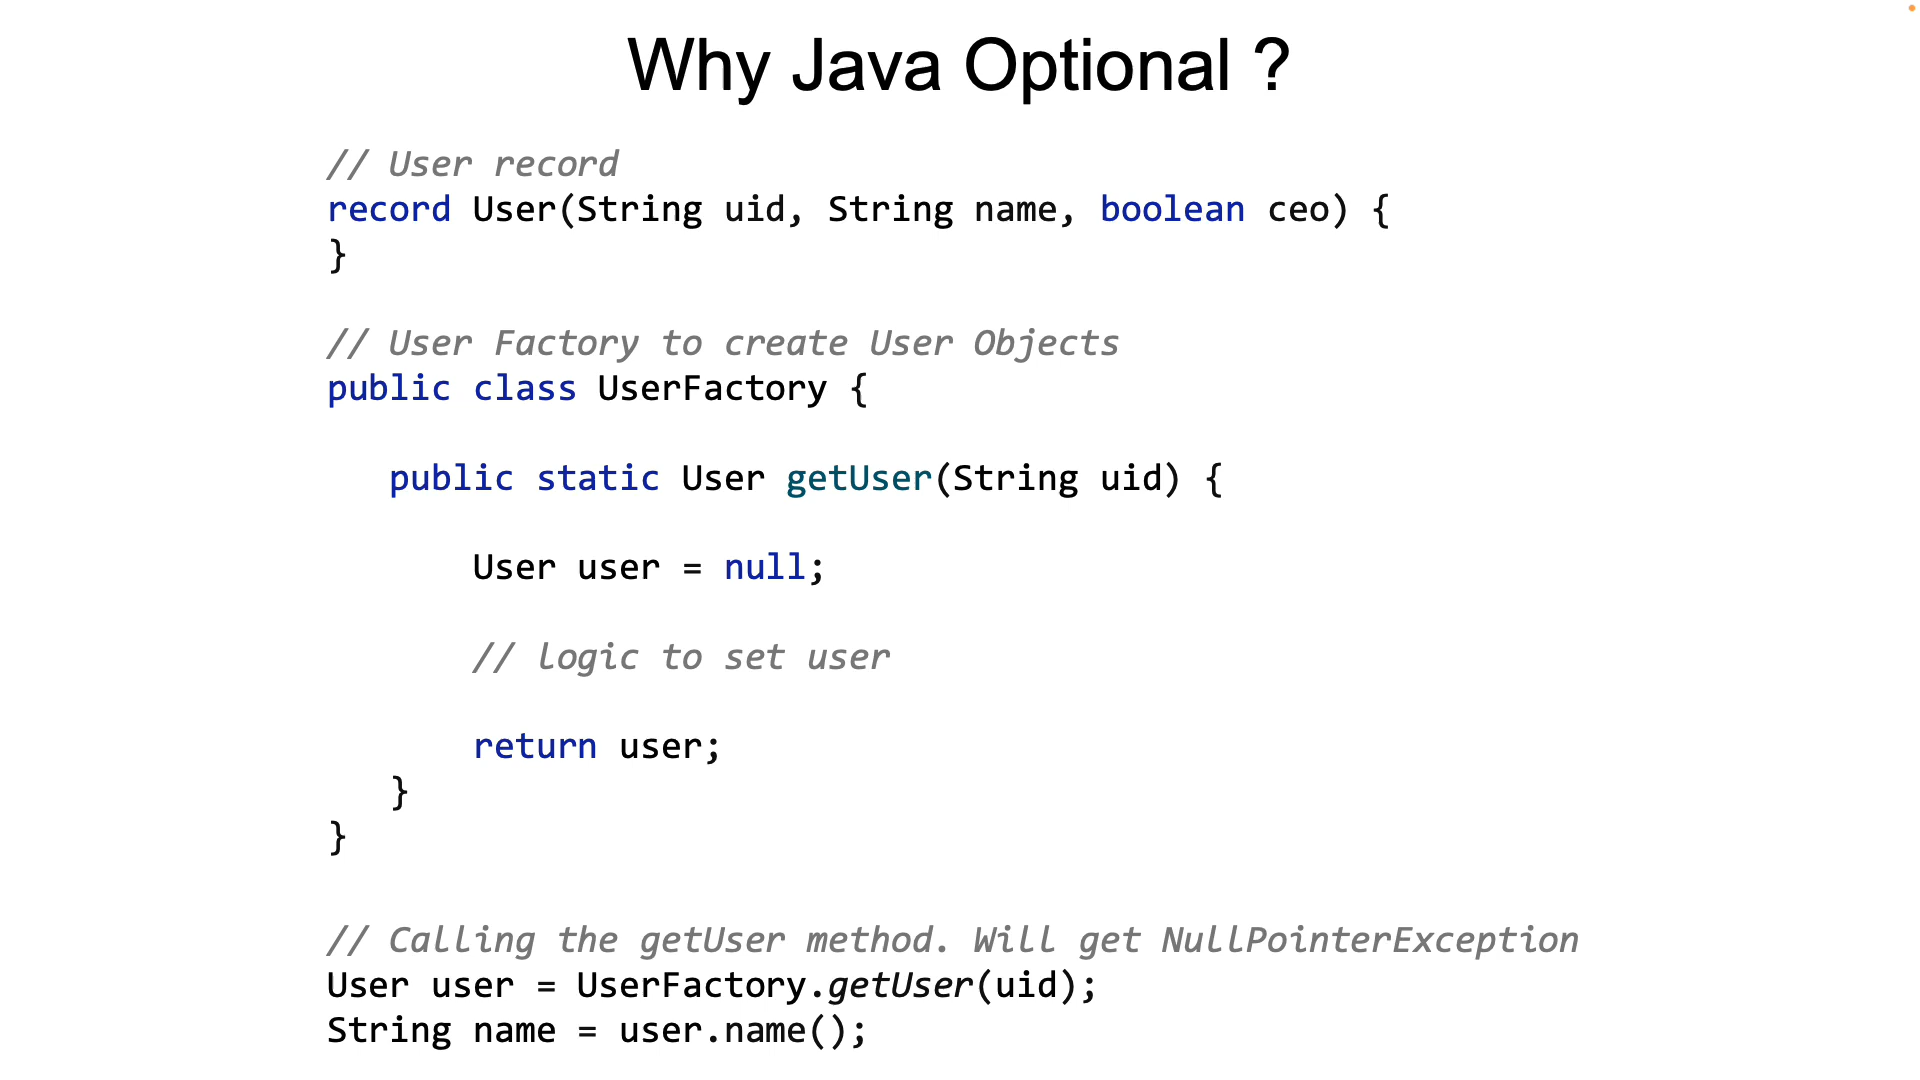 Why Java Optional ?
// User record
record User(String uid, String name, boolean ceo) {
}
// User Factory to create User Objects
public class UserFactory {
public static User getUser(String uid) {
User user = null;
// logic to set user
return user;
}
}
// Calling the getUser method. Will get NullPointerException
User user = UserFactory.getUser(uid);
String name = user.name();